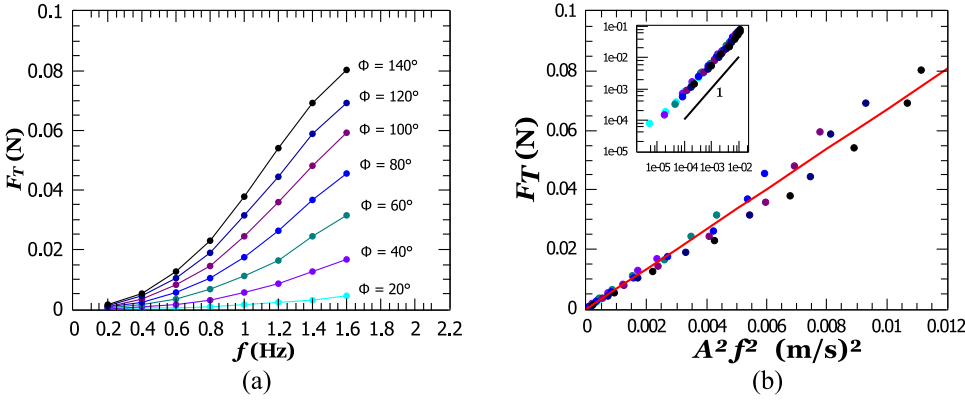 0.1
0.08
0.06
0.04
0.02
0
F_T (N)
Φ = 140°
Φ = 120°
Φ = 100°
Φ = 80°
Φ = 60°
Φ = 40°
Φ = 20°
0 0.2 0.4 0.6 0.8 1.0 1.2 1.4 1.6 1.8 2 2.2
f (Hz)
(a)
0.1
0.08
0.06
0.04
0.02
0
F_T (N)
1e-01
1e-02
1e-03
1e-04
1e-05
1
1e-05 1e-04 1e-03 1e-02
0 0.002 0.004 0.006 0.008 0.01 0.012
A² f² (m/s)²
(b)